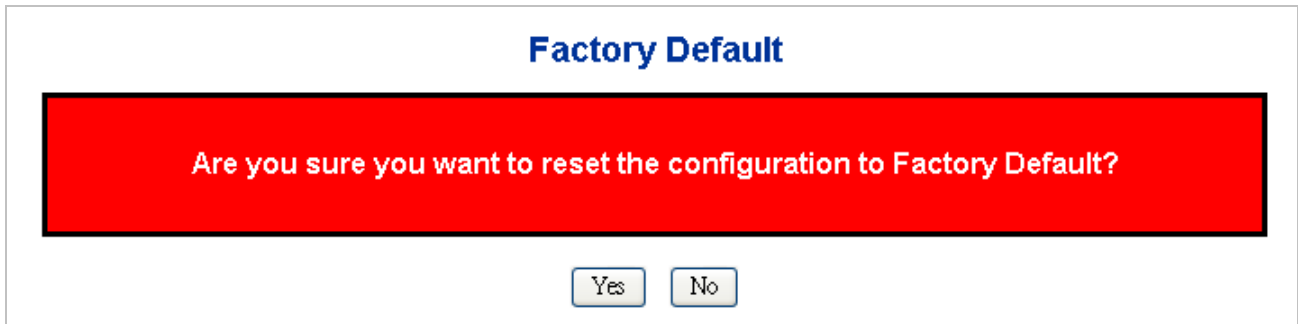 Factory Default
Are you sure you want to reset the configuration to Factory Default?
Yes No